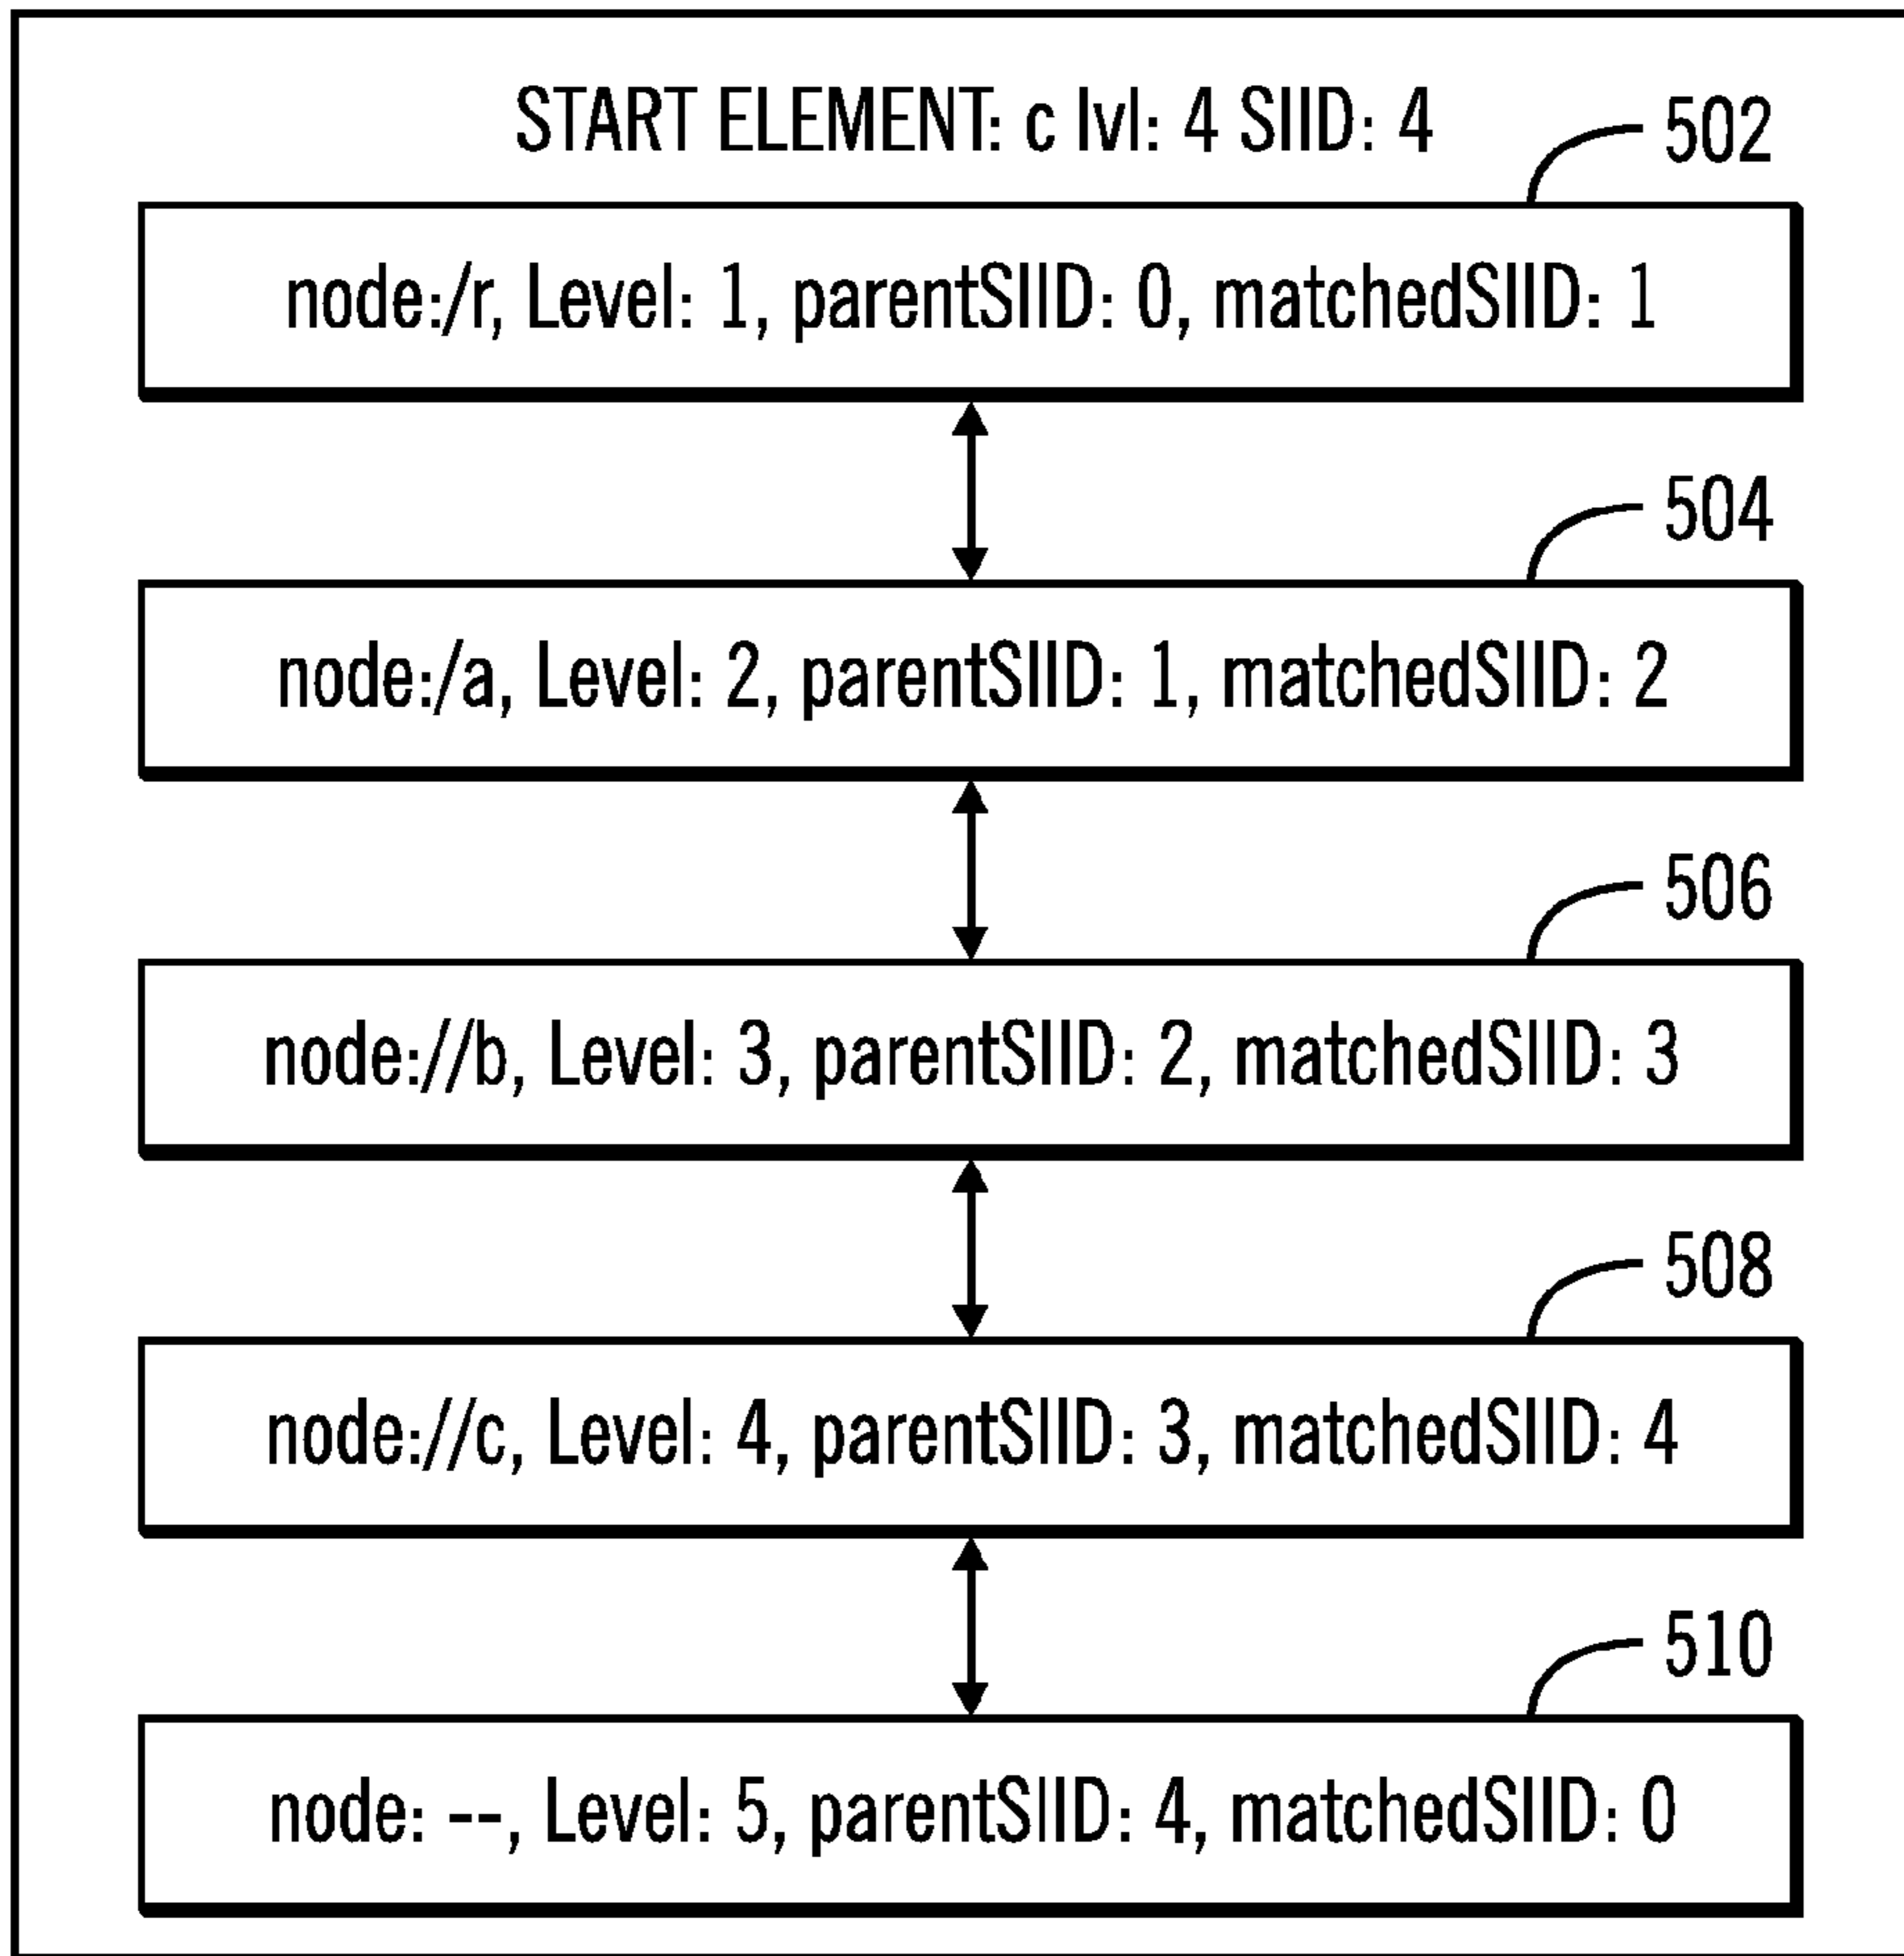 START ELEMENT: c lvl: 4 SIID: 4
502
node:/r, Level: 1, parentSIID: 0, matchedSIID: 1
504
node:/a, Level: 2, parentSIID: 1, matchedSIID: 2
506
node://b, Level: 3, parentSIID: 2, matchedSIID: 3
508
node://c, Level: 4, parentSIID: 3, matchedSIID: 4
510
node: --, Level: 5, parentSIID: 4, matchedSIID: 0